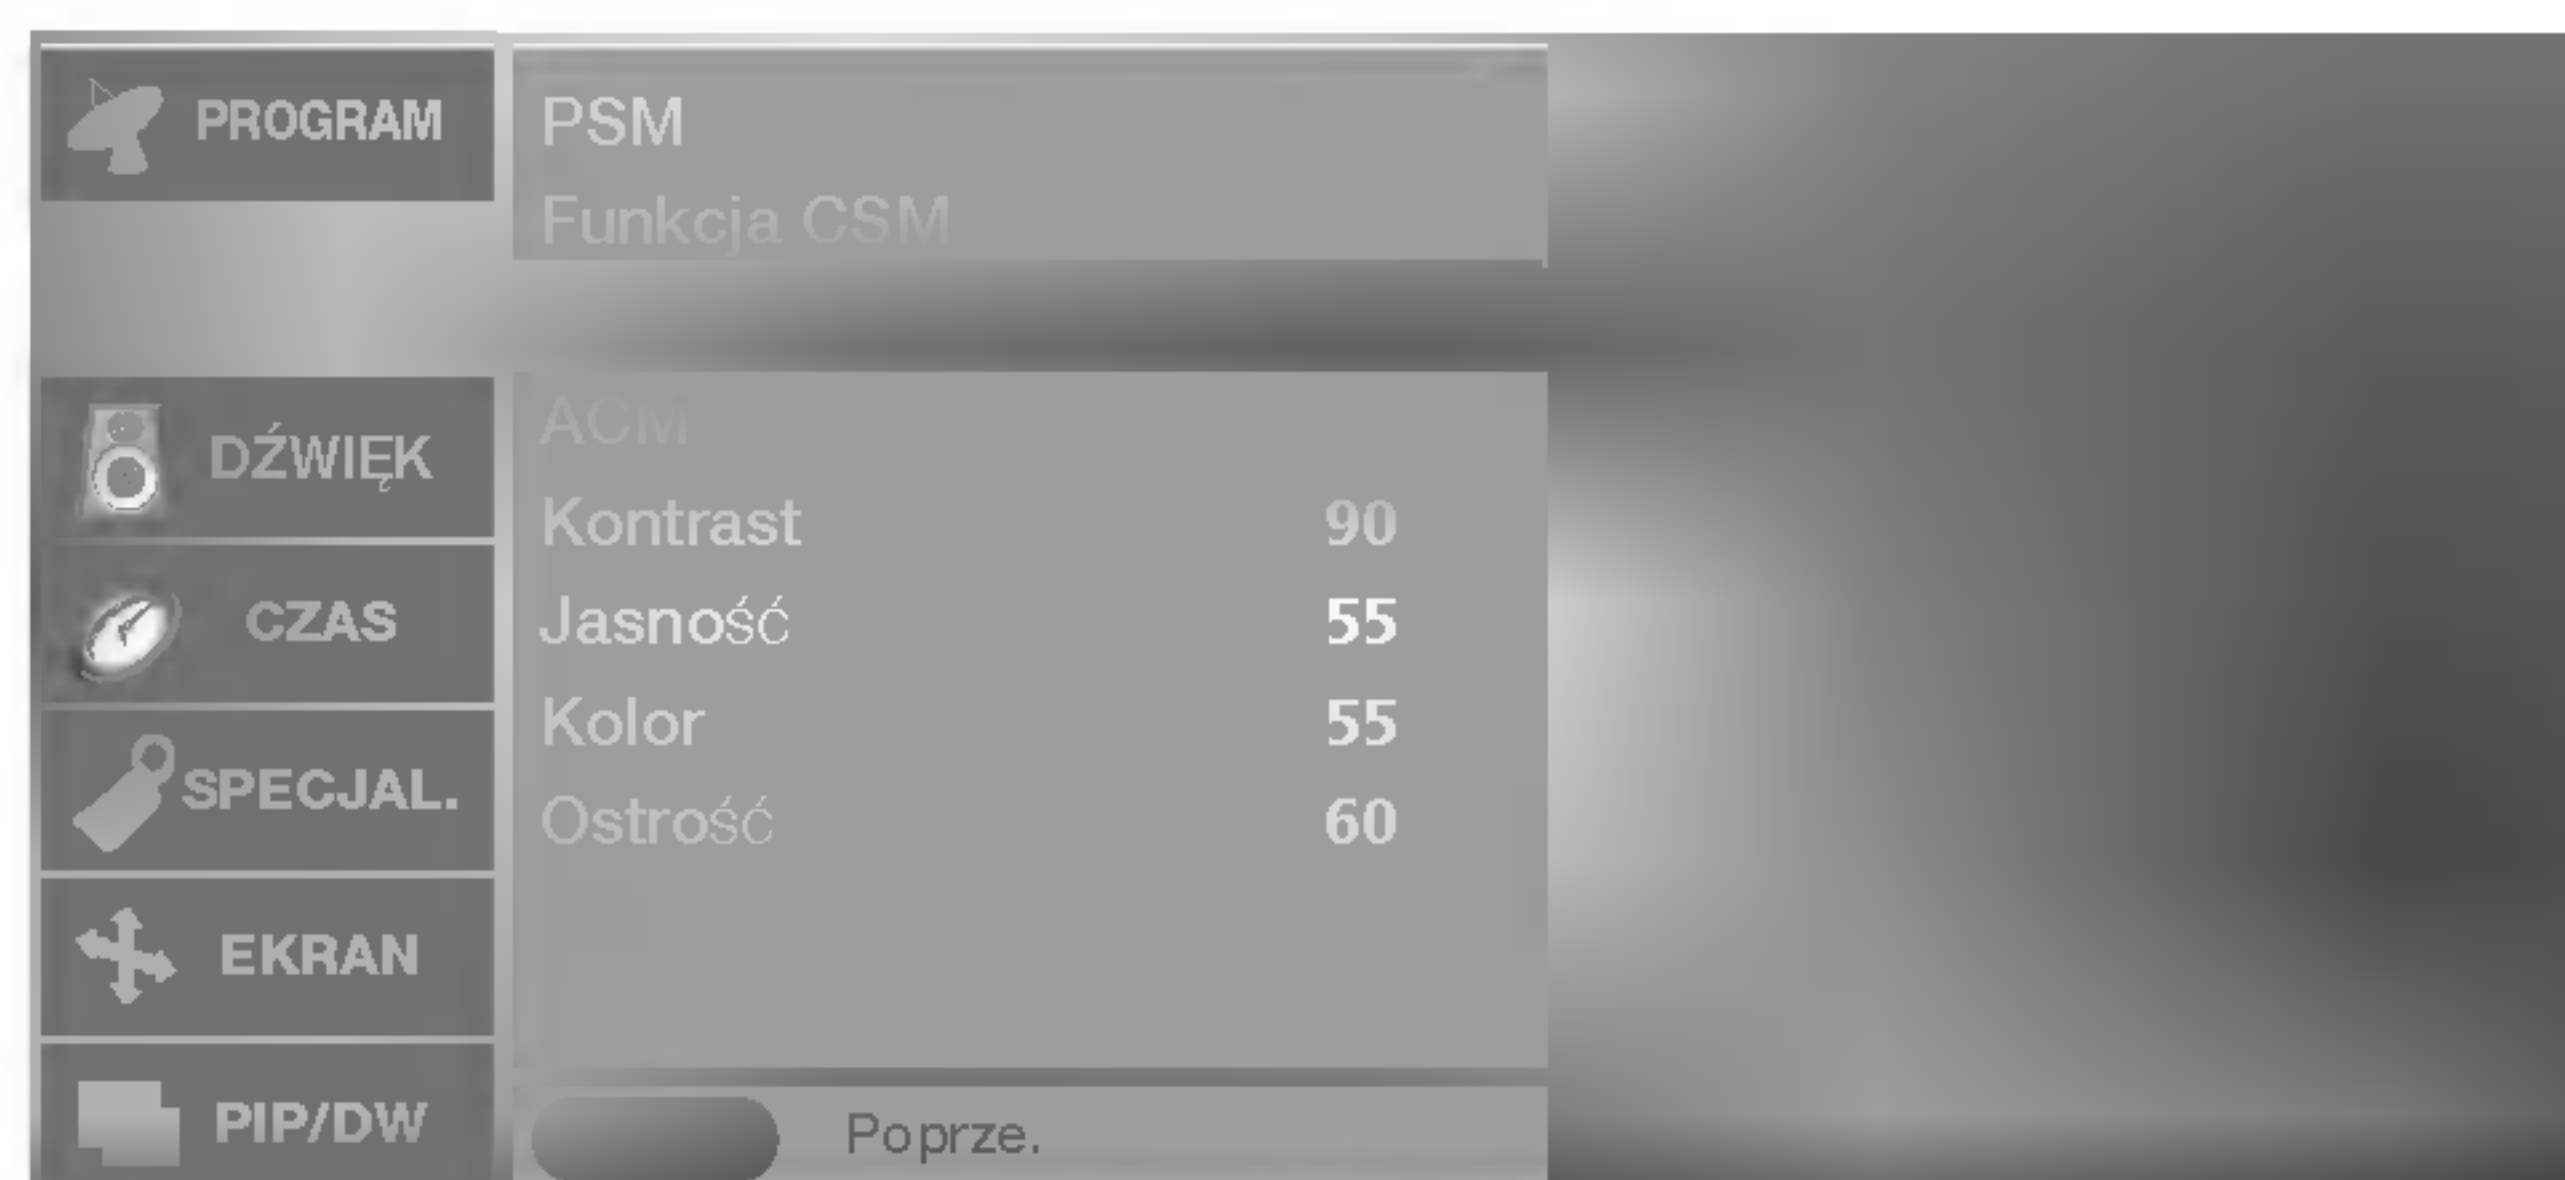 PROGRAM
DŹWIĘK
CZAS
SPECJAL.
EKRAN
PIP/DW
PSM
Funkcja CSM
ACM
Kontrast 90
Jasność 55
Kolor 55
Ostrość 60
Poprze.